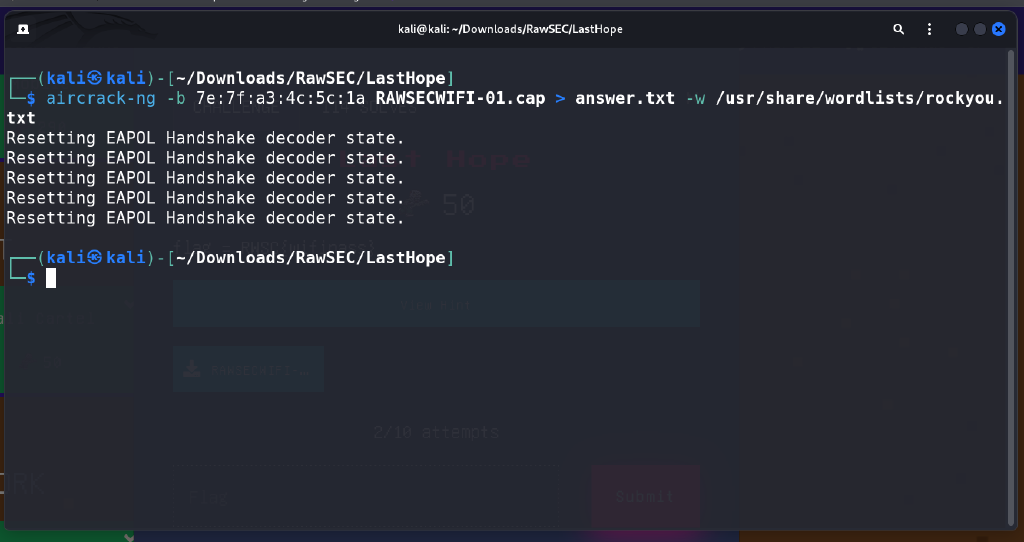 kali@kali: ~/Downloads/RawSEC/LastHope
┌──(kali㉿kali)-[~/Downloads/RawSEC/LastHope]
└─$ aircrack-ng -b 7e:7f:a3:4c:5c:1a RAWSECWIFI-01.cap > answer.txt -w /usr/share/wordlists/rockyou.
txt
Resetting EAPOL Handshake decoder state.
Resetting EAPOL Handshake decoder state.
Resetting EAPOL Handshake decoder state.
Resetting EAPOL Handshake decoder state.
Resetting EAPOL Handshake decoder state.
Hope
50
┌──(kali㉿kali)-[~/Downloads/RawSEC/LastHope]
└─$
View Hint
2/10 attempts
Flag
Submit